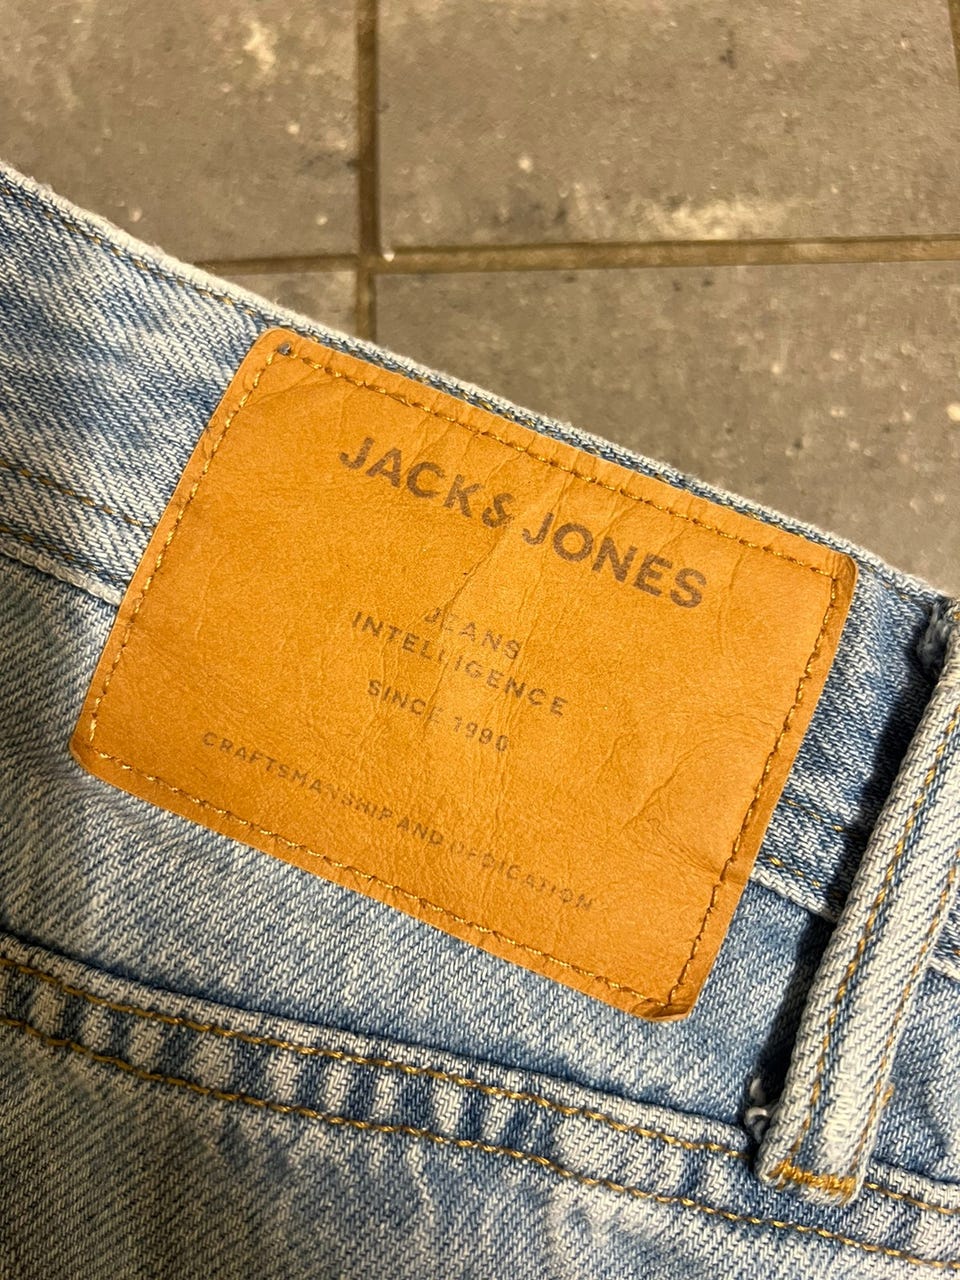 JACK & JONES
JEANS
INTELLIGENCE
SINCE 1990
CRAFTSMANSHIP AND DEDICATION